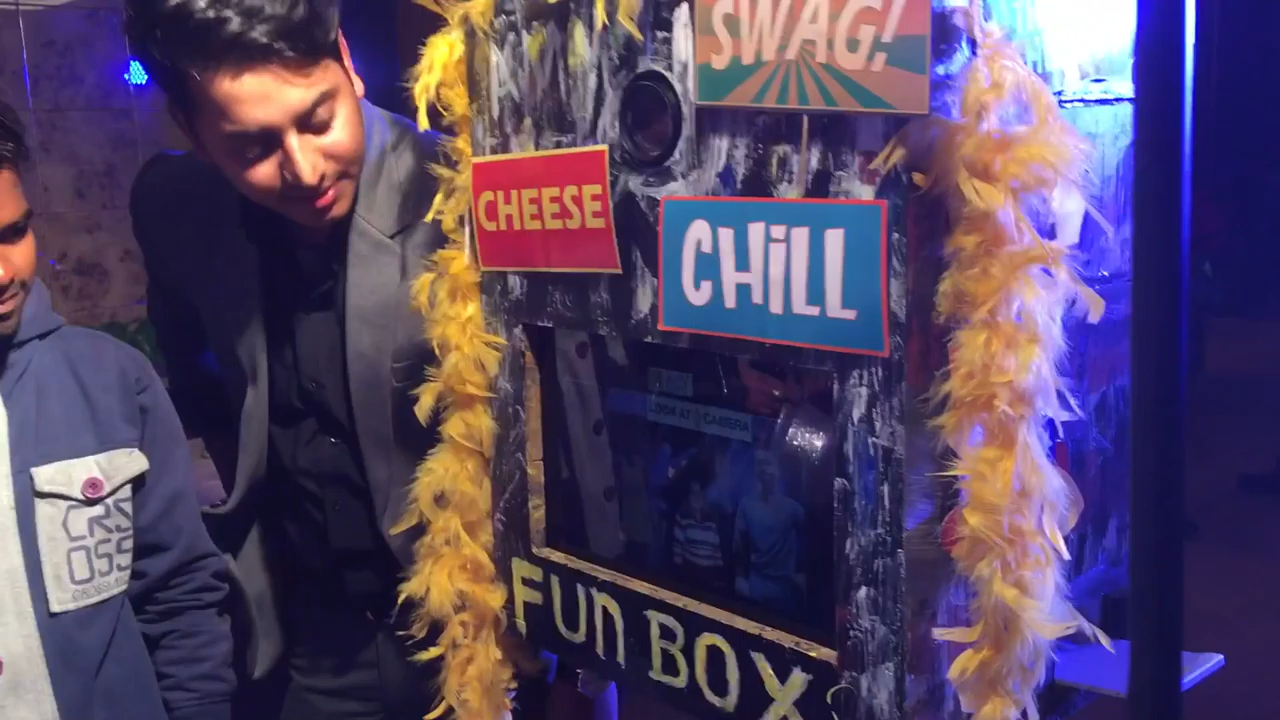 SWAG!
CHEESE
CHILL
LOOK AT CAMERA
FUN BOX
CRS
OSS